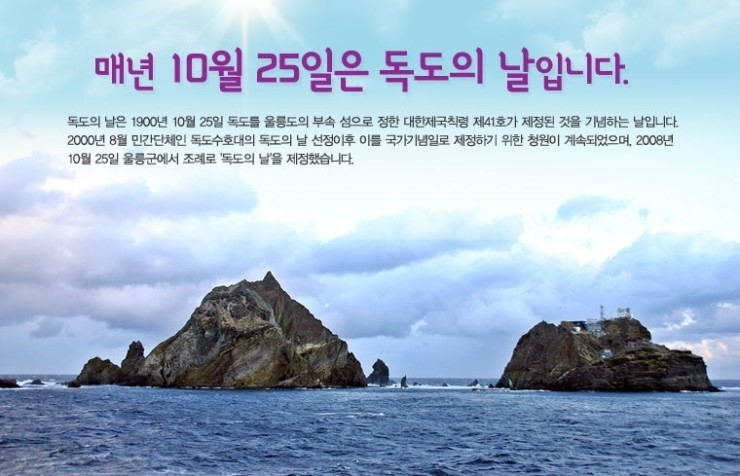 매년 10월 25일은 독도의 날입니다.
독도의 날은 1900년 10월 25일 독도를 울릉도의 부속 섬으로 정한 대한제국칙령 제41호가 제정된 것을 기념하는 날입니다.
2000년 8월 민간단체인 독도수호대의 독도의 날 선정이후 이를 국가기념일로 제정하기 위한 청원이 계속되었으며, 2008년
10월 25일 울릉군에서 조례로 '독도의 날'을 제정했습니다.